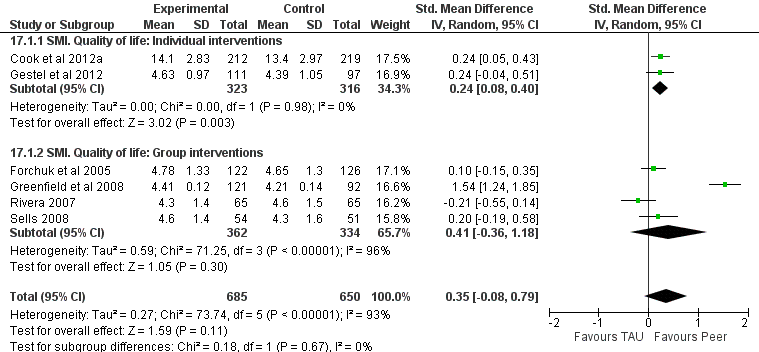 Experimental Control Std. Mean Difference Std. Mean Difference
Study or Subgroup Mean SD Total Mean SD Total Weight IV, Random, 95% CI IV, Random, 95% CI
17.1.1 SMI. Quality of life: Individual interventions
Cook et al 2012a 14.1 2.83 212 13.4 2.97 219 17.5% 0.24 [0.05, 0.43]
Gestel et al 2012 4.63 0.97 111 4.39 1.05 97 16.9% 0.24 [-0.04, 0.51]
Subtotal (95% CI) 323 316 34.3% 0.24 [0.08, 0.40]
Heterogeneity: Tau² = 0.00; Chi² = 0.00, df = 1 (P = 0.98); I² = 0%
Test for overall effect: Z = 3.02 (P = 0.003)
17.1.2 SMI. Quality of life: Group interventions
Forchuk et al 2005 4.78 1.33 122 4.65 1.3 126 17.1% 0.10 [-0.15, 0.35]
Greenfield et al 2008 4.41 0.12 121 4.21 0.14 92 16.6% 1.54 [1.24, 1.85]
Rivera 2007 4.3 1.4 65 4.6 1.5 65 16.2% -0.21 [-0.55, 0.14]
Sells 2008 4.6 1.4 54 4.3 1.6 51 15.8% 0.20 [-0.19, 0.58]
Subtotal (95% CI) 362 334 65.7% 0.41 [-0.36, 1.18]
Heterogeneity: Tau² = 0.59; Chi² = 71.25, df = 3 (P < 0.00001); I² = 96%
Test for overall effect: Z = 1.05 (P = 0.30)
Total (95% CI) 685 650 100.0% 0.35 [-0.08, 0.79]
Heterogeneity: Tau² = 0.27; Chi² = 73.74, df = 5 (P < 0.00001); I² = 93%
Test for overall effect: Z = 1.59 (P = 0.11)
Test for subgroup differences: Chi² = 0.18, df = 1 (P = 0.67), I² = 0%
-2 -1 0 1 2
Favours TAU Favours Peer